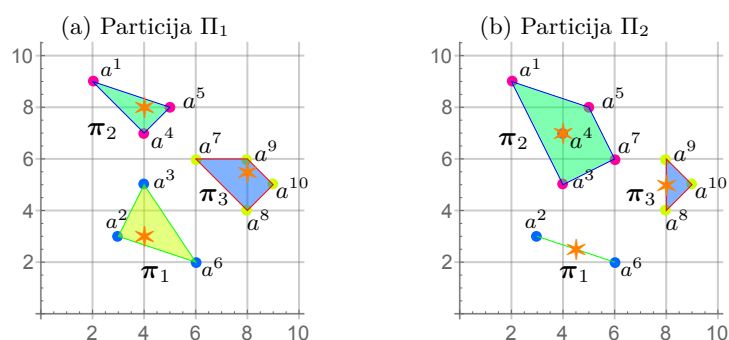 (a) Particija Π₁
(b) Particija Π₂
10
8
6
4
2
2 4 6 8 10
a¹
a⁵
a⁴
π₂
a⁷
a⁹
a³
π₃
a¹⁰
a²
a⁸
a⁶
π₁
10
8
6
4
2
2 4 6 8 10
a¹
a⁵
a⁴
π₂
a⁷
a⁹
a³
π₃
a¹⁰
a²
a⁸
a⁶
π₁